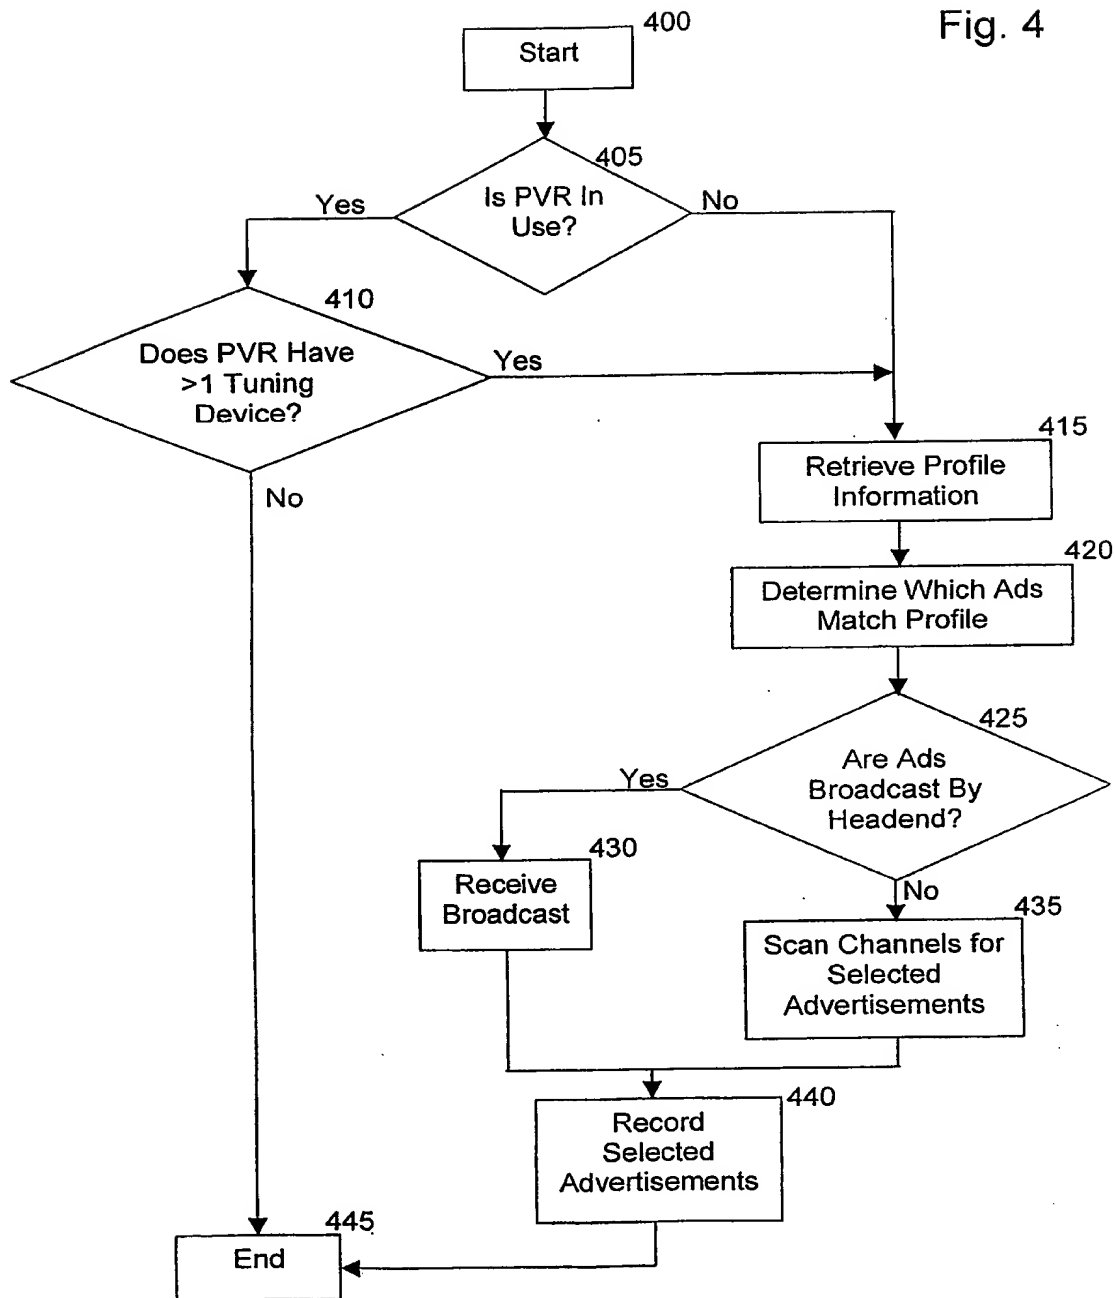 Fig. 4
400
Start
405
Is PVR In
Use?
Yes
No
410
Does PVR Have
>1 Tuning
Device?
Yes
No
415
Retrieve Profile
Information
420
Determine Which Ads
Match Profile
425
Are Ads
Broadcast By
Headend?
Yes
No
430
Receive
Broadcast
435
Scan Channels for
Selected
Advertisements
440
Record
Selected
Advertisements
445
End